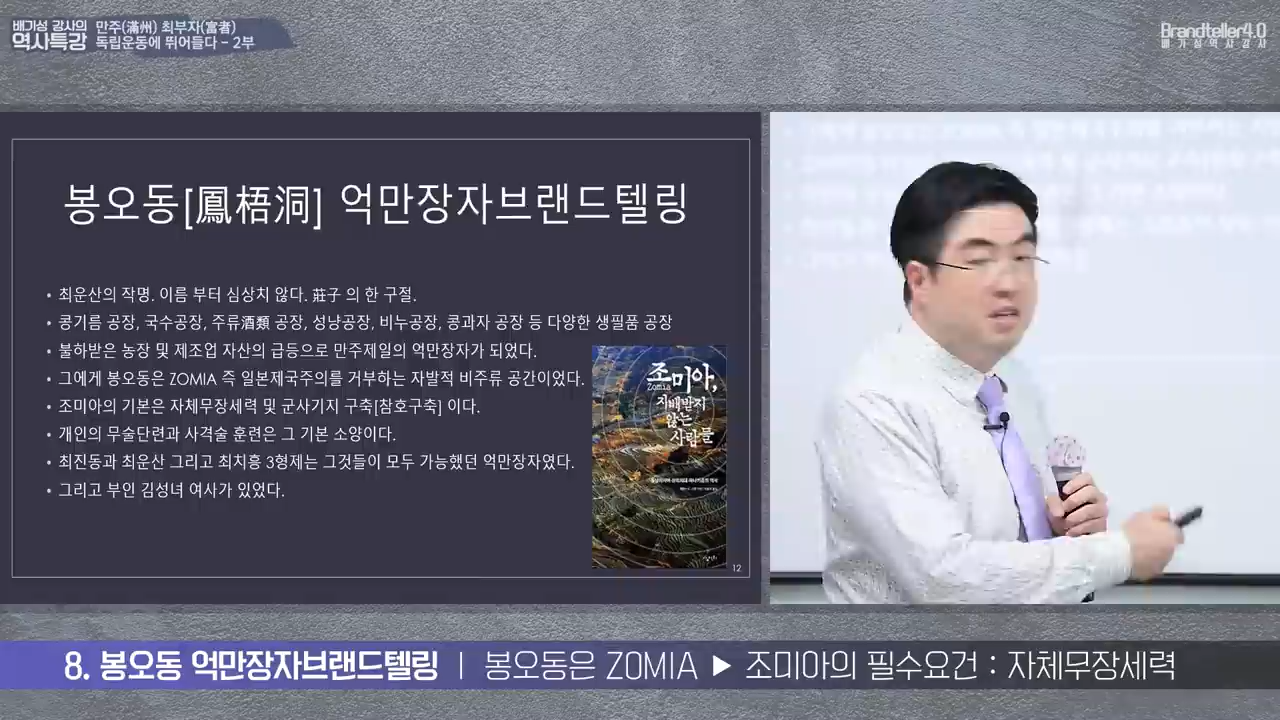 배기성 강사의
역사특강
만주(滿州) 최부자(富者)
독립운동에 뛰어들다 - 2부
Brandteller4.0
배기성역사강사
봉오동[鳳梧洞] 억만장자브랜드텔링
• 최운산의 작명. 이름 부터 심상치 않다. 莊子 의 한 구절.
• 콩기름 공장, 국수공장, 주류酒類 공장, 성냥공장, 비누공장, 콩과자 공장 등 다양한 생필품 공장
• 불하받은 농장 및 제조업 자산의 급등으로 만주제일의 억만장자가 되었다.
• 그에게 봉오동은 ZOMIA 즉 일본제국주의를 거부하는 자발적 비주류 공간이었다.
• 조미아의 기본은 자체무장세력 및 군사기지 구축[참호구축] 이다.
• 개인의 무술단련과 사격술 훈련은 그 기본 소양이다.
• 최진동과 최운산 그리고 최치흥 3형제는 그것들이 모두 가능했던 억만장자였다.
• 그리고 부인 김성녀 여사가 있었다.
조미아,
Zomia
지배받지
않는
사람들
12
8. 봉오동 억만장자브랜드텔링 | 봉오동은 ZOMIA ▶ 조미아의 필수요건 : 자체무장세력